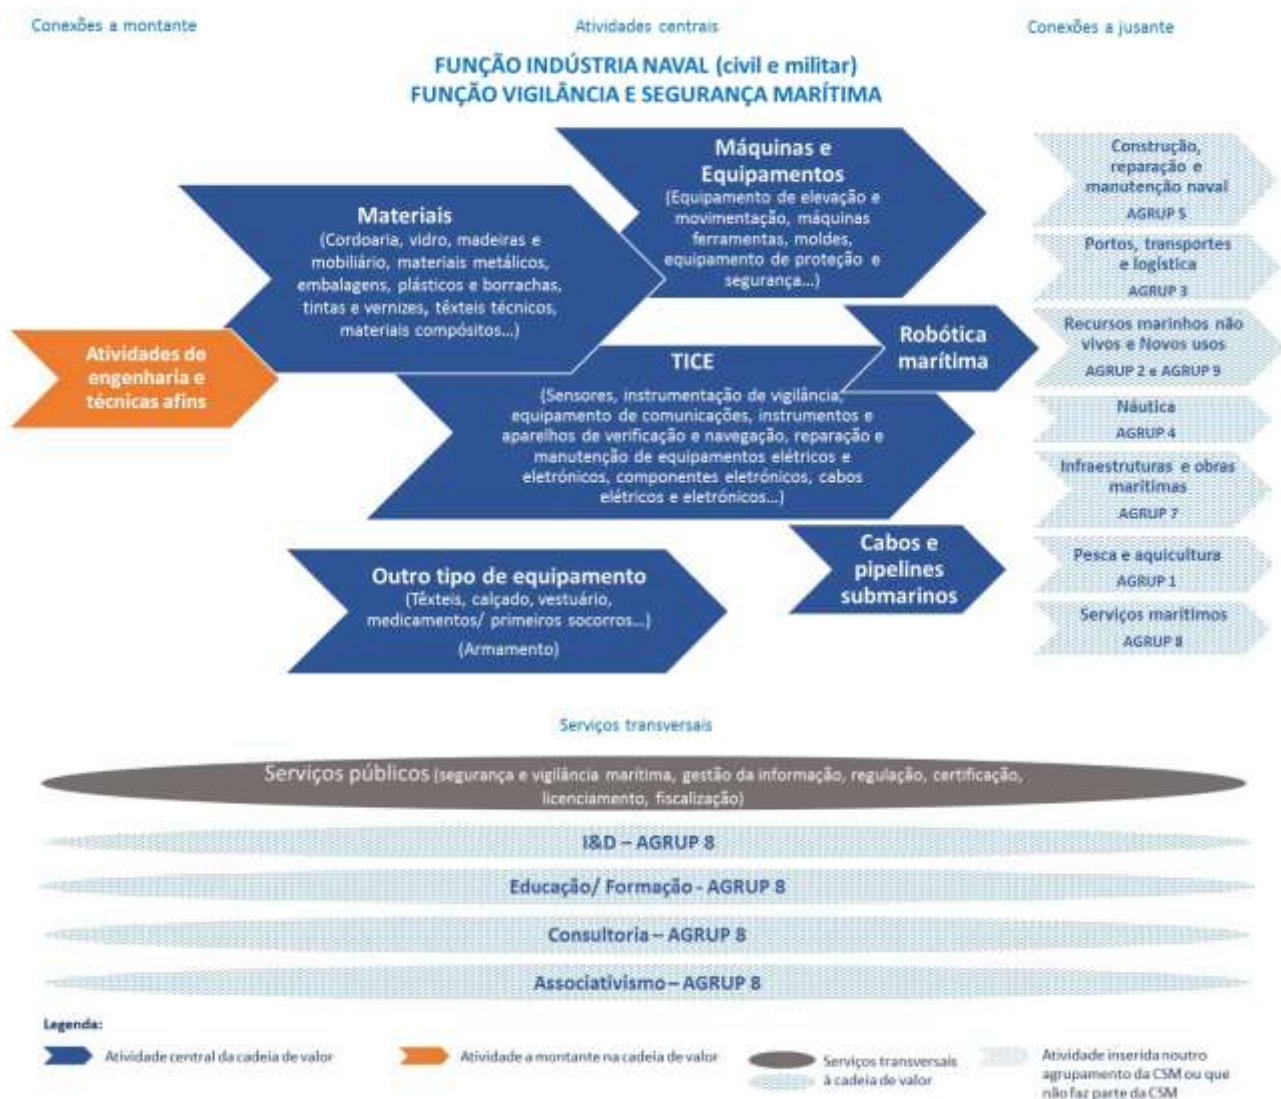 Conexões a montante
Atividades centrais
Conexões a jusante
FUNÇÃO INDÚSTRIA NAVAL (civil e militar)
FUNÇÃO VIGILÂNCIA E SEGURANÇA MARÍTIMA
Atividades de
engenharia e
técnicas afins
Materiais
(Cordoaria, vidro, madeiras e
mobiliário, materiais metálicos,
embalagens, plásticos e borrachas,
tintas e vernizes, têxteis técnicos,
materiais compósitos...)
Máquinas e
Equipamentos
(Equipamento de elevação e
movimentação, máquinas
ferramentas, moldes,
equipamento de proteção e
segurança...)
Robótica
marítima
TICE
(Sensores, instrumentação de vigilância,
equipamento de comunicações, instrumentos e
aparelhos de verificação e navegação, reparação e
manutenção de equipamentos elétricos e
eletrónicos, componentes eletrónicos, cabos
elétricos e eletrónicos...)
Cabos e
pipelines
submarinos
Outro tipo de equipamento
(Têxteis, calçado, vestuário,
medicamentos/ primeiros socorros...)
(Armamento)
Construção,
reparação e
manutenção naval
AGRUP 5
Portos, transportes
e logística
AGRUP 3
Recursos marinhos não
vivos e Novos usos
AGRUP 2 e AGRUP 9
Náutica
AGRUP 4
Infraestruturas e obras
marítimas
AGRUP 7
Pesca e aquicultura
AGRUP 1
Serviços marítimos
AGRUP 8
Serviços transversais
Serviços públicos (segurança e vigilância marítima, gestão da informação, regulação, certificação,
licenciamento, fiscalização)
I&D – AGRUP 8
Educação/ Formação - AGRUP 8
Consultoria – AGRUP 8
Associativismo – AGRUP 8
Legenda:
Atividade central da cadeia de valor
Atividade a montante na cadeia de valor
Serviços transversais
à cadeia de valor
Atividade inserida noutro
agrupamento da CSM ou que
não faz parte da CSM